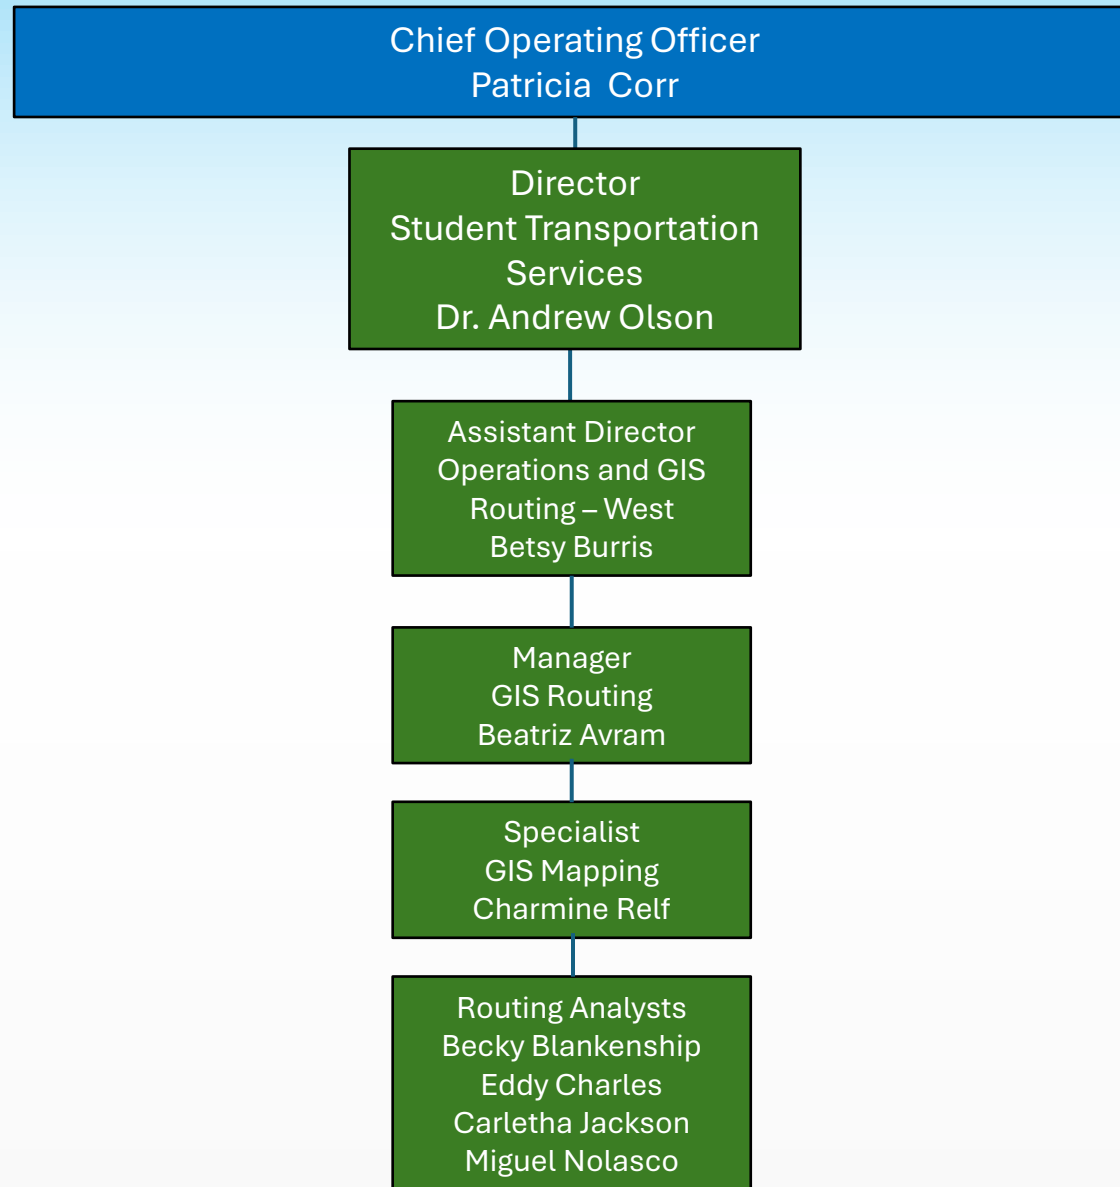 Chief Operating Officer
Patricia  Corr
Director
Student Transportation
Services
Dr. Andrew Olson
Assistant Director
Operations and GIS
Routing – West
Betsy Burris
Manager
GIS Routing
Beatriz Avram
Specialist
GIS Mapping
Charmine Relf
Routing Analysts
Becky Blankenship
Eddy Charles
Carletha Jackson
Miguel Nolasco